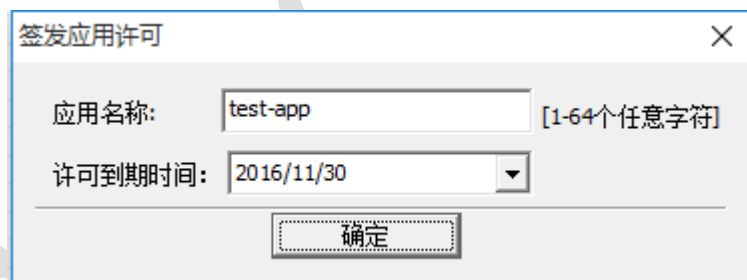 签发应用许可
应用名称: test-app [1-64个任意字符]
许可到期时间: 2016/11/30
确定